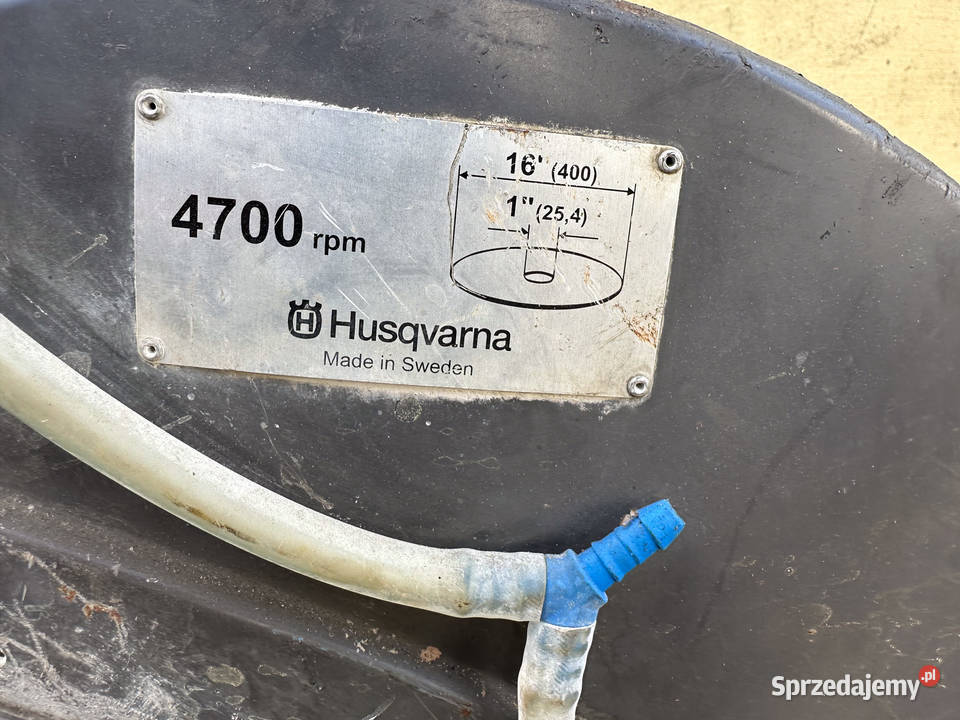 4700 rpm
16" (400)
1" (25,4)
H Husqvarna
Made in Sweden
Sprzedajemy.pl